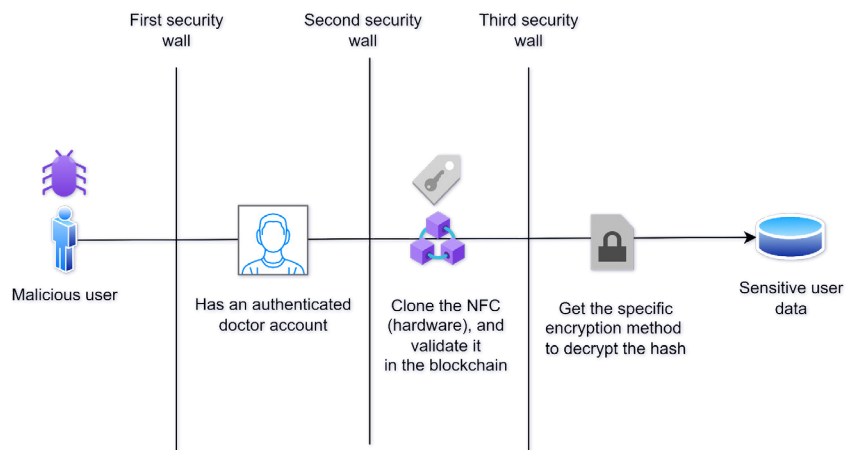 First security
wall
Second security
wall
Third security
wall
Malicious user
Has an authenticated
doctor account
Clone the NFC
(hardware), and
validate it
in the blockchain
Get the specific
encryption method
to decrypt the hash
Sensitive user
data